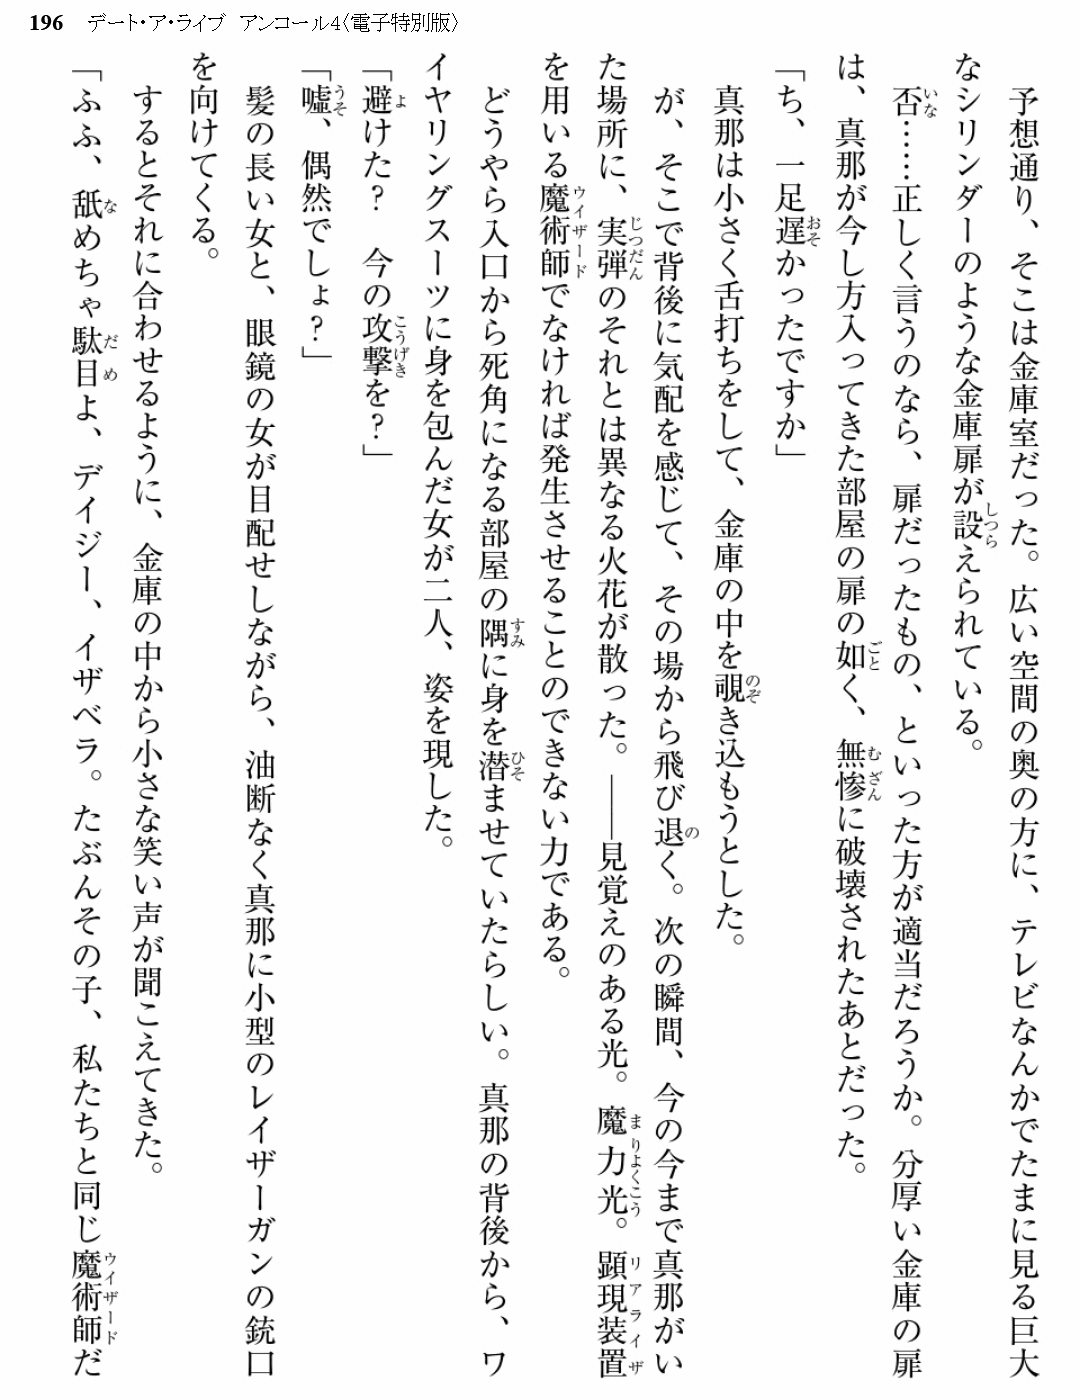 196 デート・ア・ライブ アンコール4〈電子特別版〉
　予想通り、そこは金庫室だった。広い空間の奥の方に、テレビなんかでたまに見る巨大
なシリンダーのような金庫扉が設えられている。
　否……正しく言うのなら、扉だったもの、といった方が適当だろうか。分厚い金庫の扉
は、真那が今し方入ってきた部屋の扉の如く、無惨に破壊されたあとだった。
「ち、一足遅かったですか」
　真那は小さく舌打ちをして、金庫の中を覗き込もうとした。
　が、そこで背後に気配を感じて、その場から飛び退く。次の瞬間、今の今まで真那がい
た場所に、実弾のそれとは異なる火花が散った。――見覚えのある光。魔力光。顕現装置
を用いる魔術師でなければ発生させることのできない力である。
　どうやら入口から死角になる部屋の隅に身を潜ませていたらしい。真那の背後から、ワ
イヤリングスーツに身を包んだ女が二人、姿を現した。
「避けた？　今の攻撃を？」
「嘘、偶然でしょ？」
　髪の長い女と、眼鏡の女が目配せしながら、油断なく真那に小型のレイザーガンの銃口
を向けてくる。
　するとそれに合わせるように、金庫の中から小さな笑い声が聞こえてきた。
「ふふ、舐めちゃ駄目よ、デイジー、イザベラ。たぶんその子、私たちと同じ魔術師だ